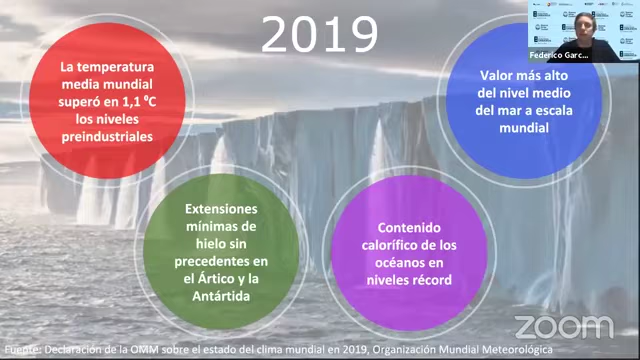 2019
La temperatura
media mundial
superó en 1,1 ⁰C
los niveles
preindustriales
Extensiones
mínimas de
hielo sin
precedentes en
el Ártico y la
Antártida
Contenido
calorífico de los
océanos en
niveles récord
Valor más alto
del nivel medio
del mar a escala
mundial
Federico Garc...
Fuente: Declaración de la OMM sobre el estado del clima mundial en 2019, Organización Mundial Meteorológica
zoom